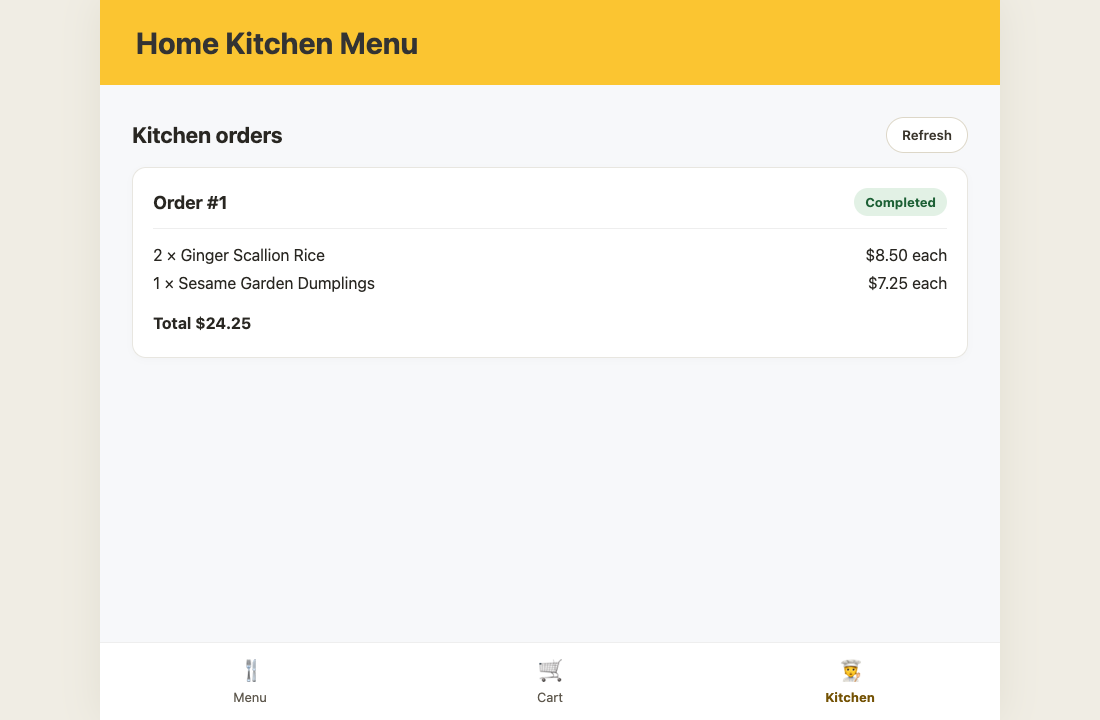 Home Kitchen Menu
Kitchen orders
Refresh
Order #1
Completed
2 × Ginger Scallion Rice
$8.50 each
1 × Sesame Garden Dumplings
$7.25 each
Total $24.25
Menu
Cart
Kitchen